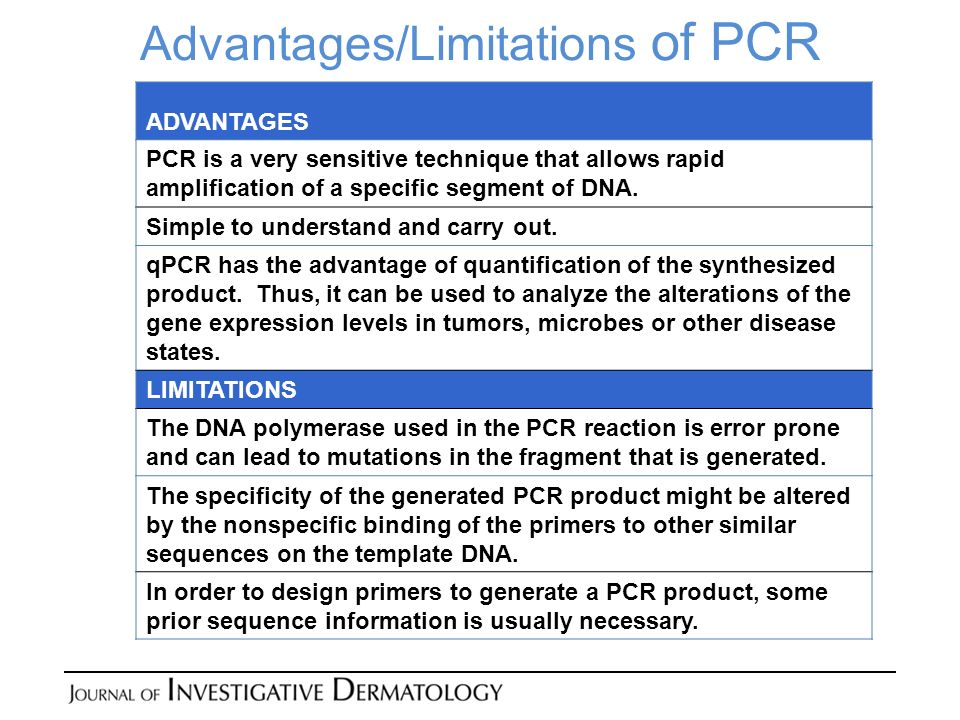 Advantages/Limitations of PCR
ADVANTAGES
PCR is a very sensitive technique that allows rapid
amplification of a specific segment of DNA.
Simple to understand and carry out.
qPCR has the advantage of quantification of the synthesized
product.  Thus, it can be used to analyze the alterations of the
gene expression levels in tumors, microbes or other disease
states.
LIMITATIONS
The DNA polymerase used in the PCR reaction is error prone
and can lead to mutations in the fragment that is generated.
The specificity of the generated PCR product might be altered
by the nonspecific binding of the primers to other similar
sequences on the template DNA.
In order to design primers to generate a PCR product, some
prior sequence information is usually necessary.
JOURNAL OF INVESTIGATIVE DERMATOLOGY